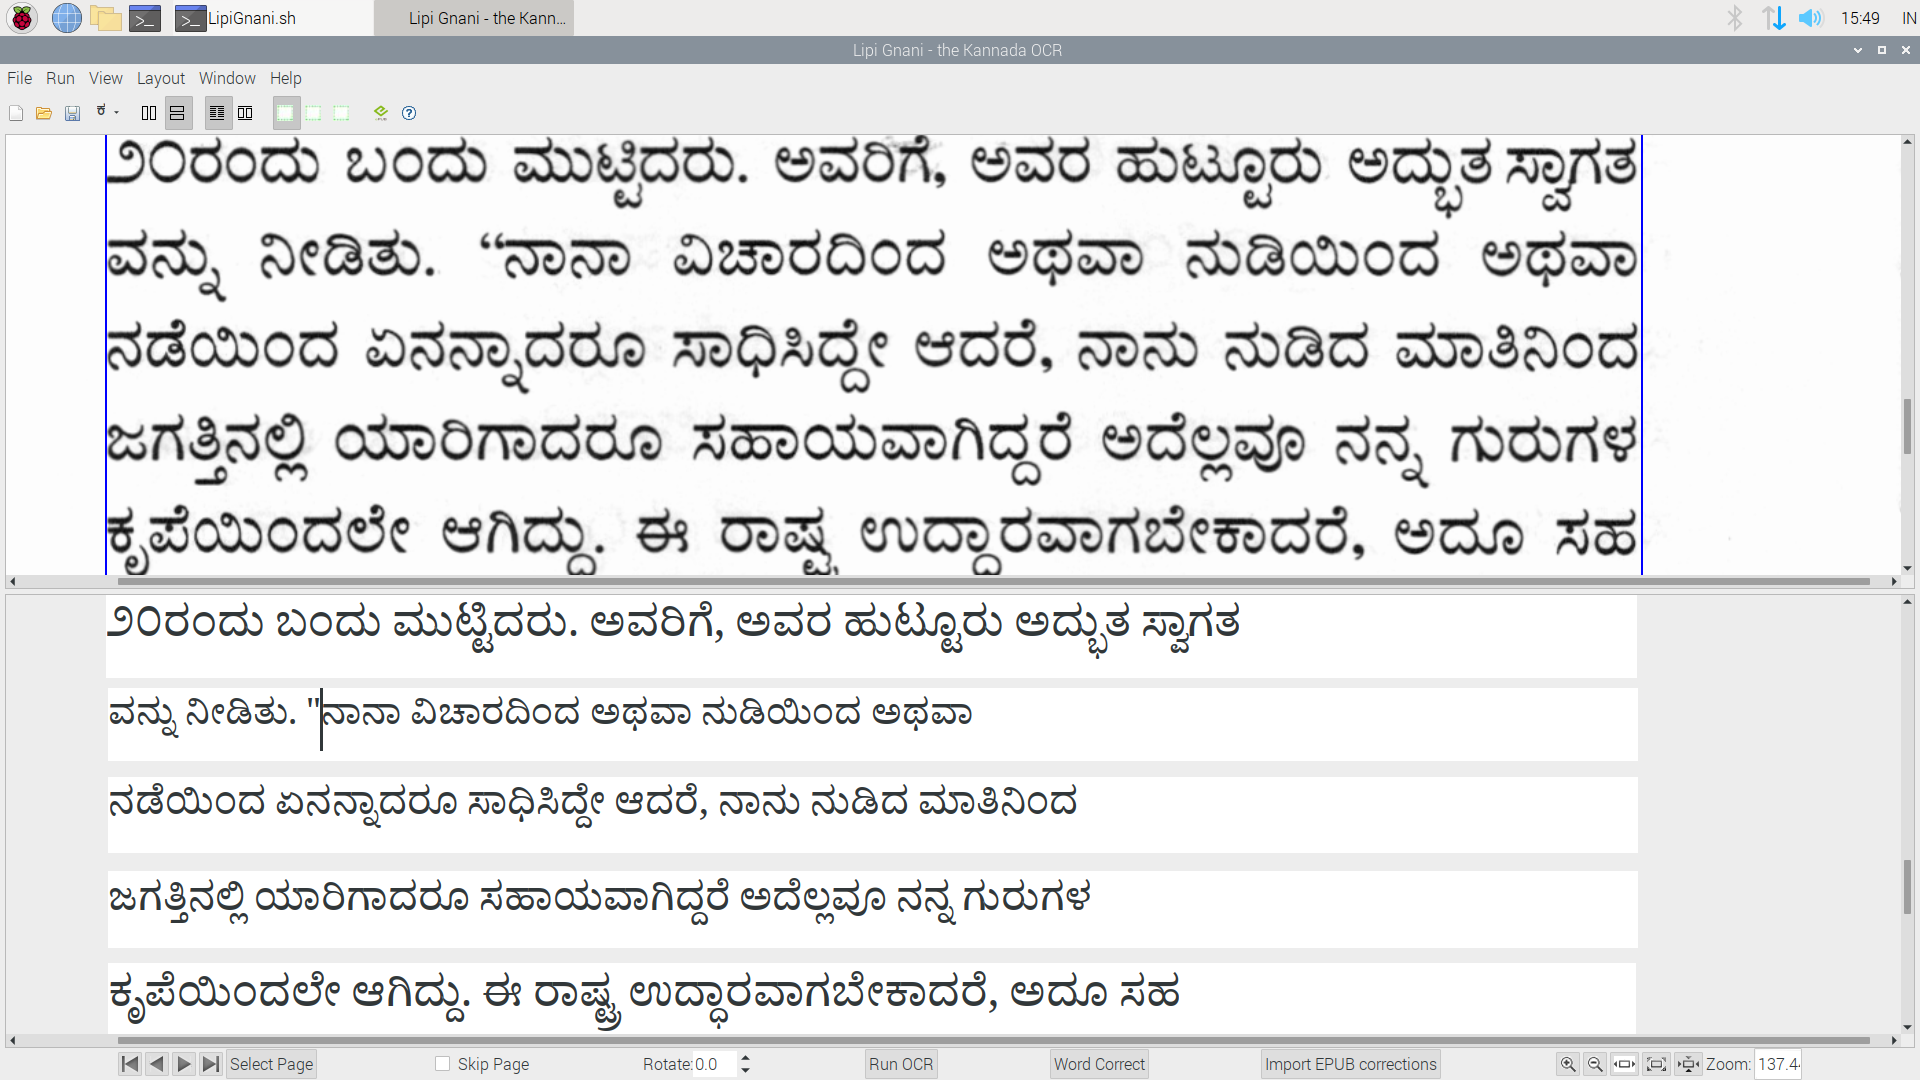 LipiGnani.sh
Lipi Gnani - the Kann...
15:49
IN
Lipi Gnani - the Kannada OCR
File Run View Layout Window Help
೨೦ರಂದು ಬಂದು ಮುಟ್ಟಿದರು. ಅವರಿಗೆ, ಅವರ ಹುಟ್ಟೂರು ಅದ್ಭುತ ಸ್ವಾಗತ
ವನ್ನು ನೀಡಿತು. “ನಾನಾ ವಿಚಾರದಿಂದ ಅಥವಾ ನುಡಿಯಿಂದ ಅಥವಾ
ನಡೆಯಿಂದ ಏನನ್ನಾದರೂ ಸಾಧಿಸಿದ್ದೇ ಆದರೆ, ನಾನು ನುಡಿದ ಮಾತಿನಿಂದ
ಜಗತ್ತಿನಲ್ಲಿ ಯಾರಿಗಾದರೂ ಸಹಾಯವಾಗಿದ್ದರೆ ಅದೆಲ್ಲವೂ ನನ್ನ ಗುರುಗಳ
ಕೃಪೆಯಿಂದಲೇ ಆಗಿದ್ದು. ಈ ರಾಷ್ಟ್ರ ಉದ್ಧಾರವಾಗಬೇಕಾದರೆ, ಅದೂ ಸಹ
೨೦ರಂದು ಬಂದು ಮುಟ್ಟಿದರು. ಅವರಿಗೆ, ಅವರ ಹುಟ್ಟೂರು ಅದ್ಭುತ ಸ್ವಾಗತ
ವನ್ನು ನೀಡಿತು. "ನಾನಾ ವಿಚಾರದಿಂದ ಅಥವಾ ನುಡಿಯಿಂದ ಅಥವಾ
ನಡೆಯಿಂದ ಏನನ್ನಾದರೂ ಸಾಧಿಸಿದ್ದೇ ಆದರೆ, ನಾನು ನುಡಿದ ಮಾತಿನಿಂದ
ಜಗತ್ತಿನಲ್ಲಿ ಯಾರಿಗಾದರೂ ಸಹಾಯವಾಗಿದ್ದರೆ ಅದೆಲ್ಲವೂ ನನ್ನ ಗುರುಗಳ
ಕೃಪೆಯಿಂದಲೇ ಆಗಿದ್ದು. ಈ ರಾಷ್ಟ್ರ ಉದ್ಧಾರವಾಗಬೇಕಾದರೆ, ಅದೂ ಸಹ
Select Page Skip Page Rotate: 0.0 Run OCR Word Correct Import EPUB corrections Zoom: 137.4